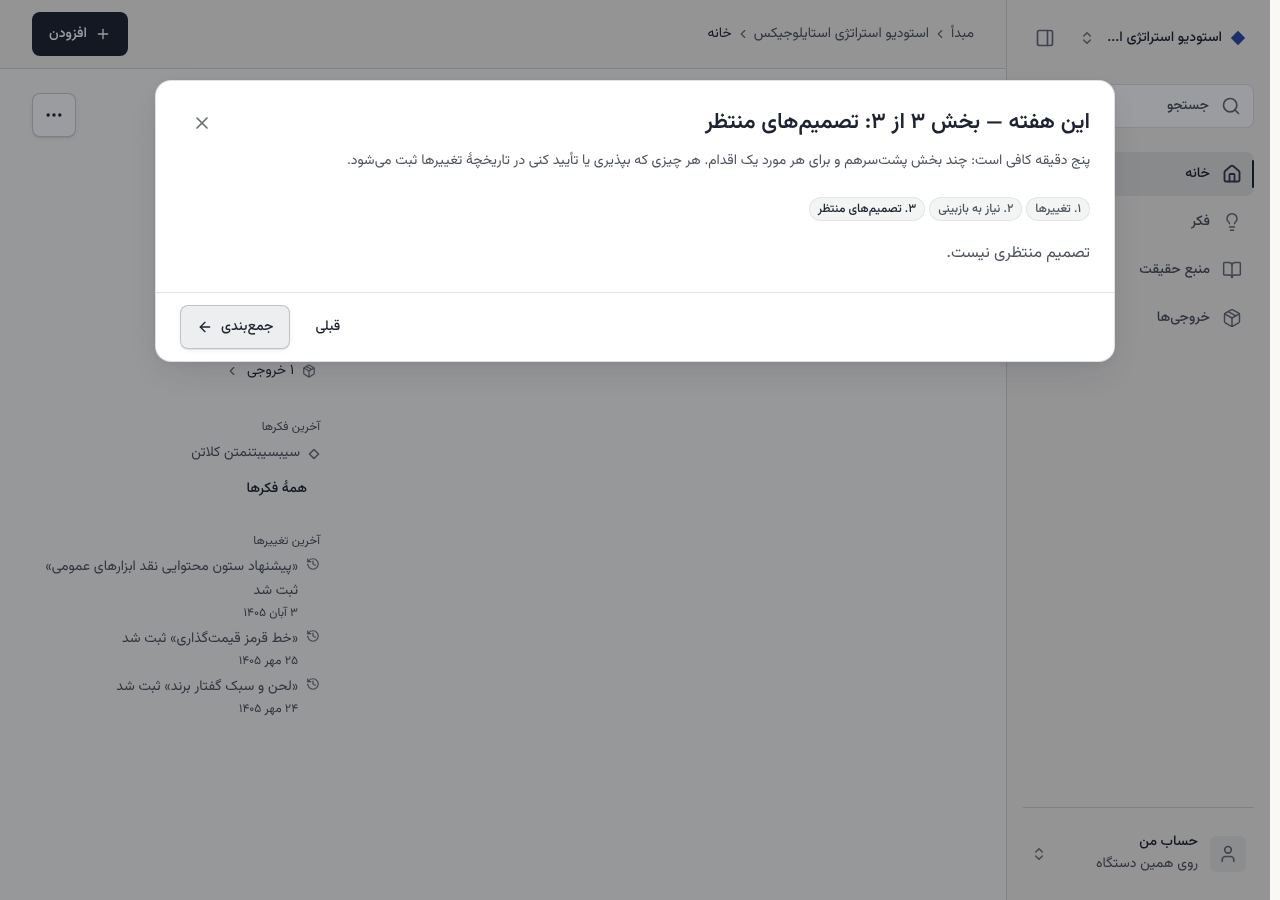 استودیو استراتژی ا...
مبدأ › استودیو استراتژی استایلوجیکس › خانه
افزودن
جستجو
خانه
فکر
منبع حقیقت
خروجی‌ها
این هفته — بخش ۳ از ۳: تصمیم‌های منتظر
پنج دقیقه کافی است: چند بخش پشت‌سرهم و برای هر مورد یک اقدام. هر چیزی که بپذیری یا تأیید کنی در تاریخچهٔ تغییرها ثبت می‌شود.
۱. تغییرها ۲. نیاز به بازبینی ۳. تصمیم‌های منتظر
تصمیم منتظری نیست.
قبلی
جمع‌بندی
۱ خروجی
آخرین فکرها
سیبسیبتنمتن کلاتن
همهٔ فکرها
آخرین تغییرها
«پیشنهاد ستون محتوایی نقد ابزارهای عمومی»
ثبت شد
۳ آبان ۱۴۰۵
«خط قرمز قیمت‌گذاری» ثبت شد
۲۵ مهر ۱۴۰۵
«لحن و سبک گفتار برند» ثبت شد
۲۴ مهر ۱۴۰۵
حساب من
روی همین دستگاه